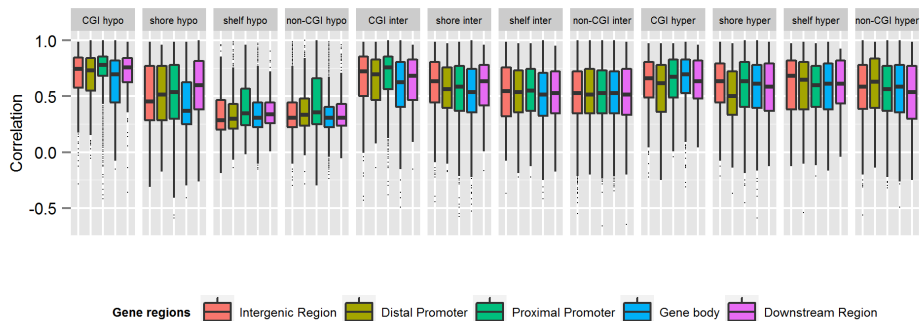 CGI hypo shore hypo shelf hypo non-CGI hypo CGI inter shore inter shelf inter non-CGI inter CGI hyper shore hyper shelf hyper non-CGI hyper
1.0
0.5
0.0
-0.5
Correlation
Gene regions Intergenic Region Distal Promoter Proximal Promoter Gene body Downstream Region